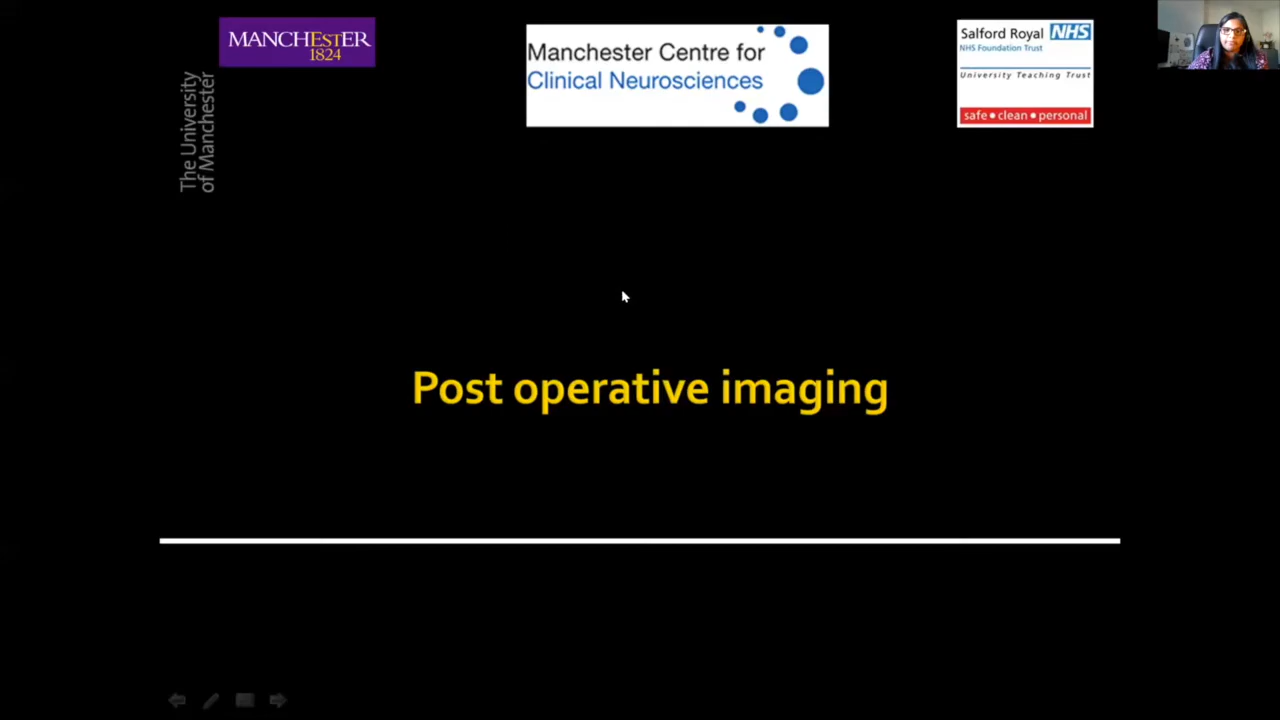 MANCHESTER
1824
The University
of Manchester
Manchester Centre for
Clinical Neurosciences
Salford Royal NHS
NHS Foundation Trust
University Teaching Trust
safe • clean • personal
Post operative imaging